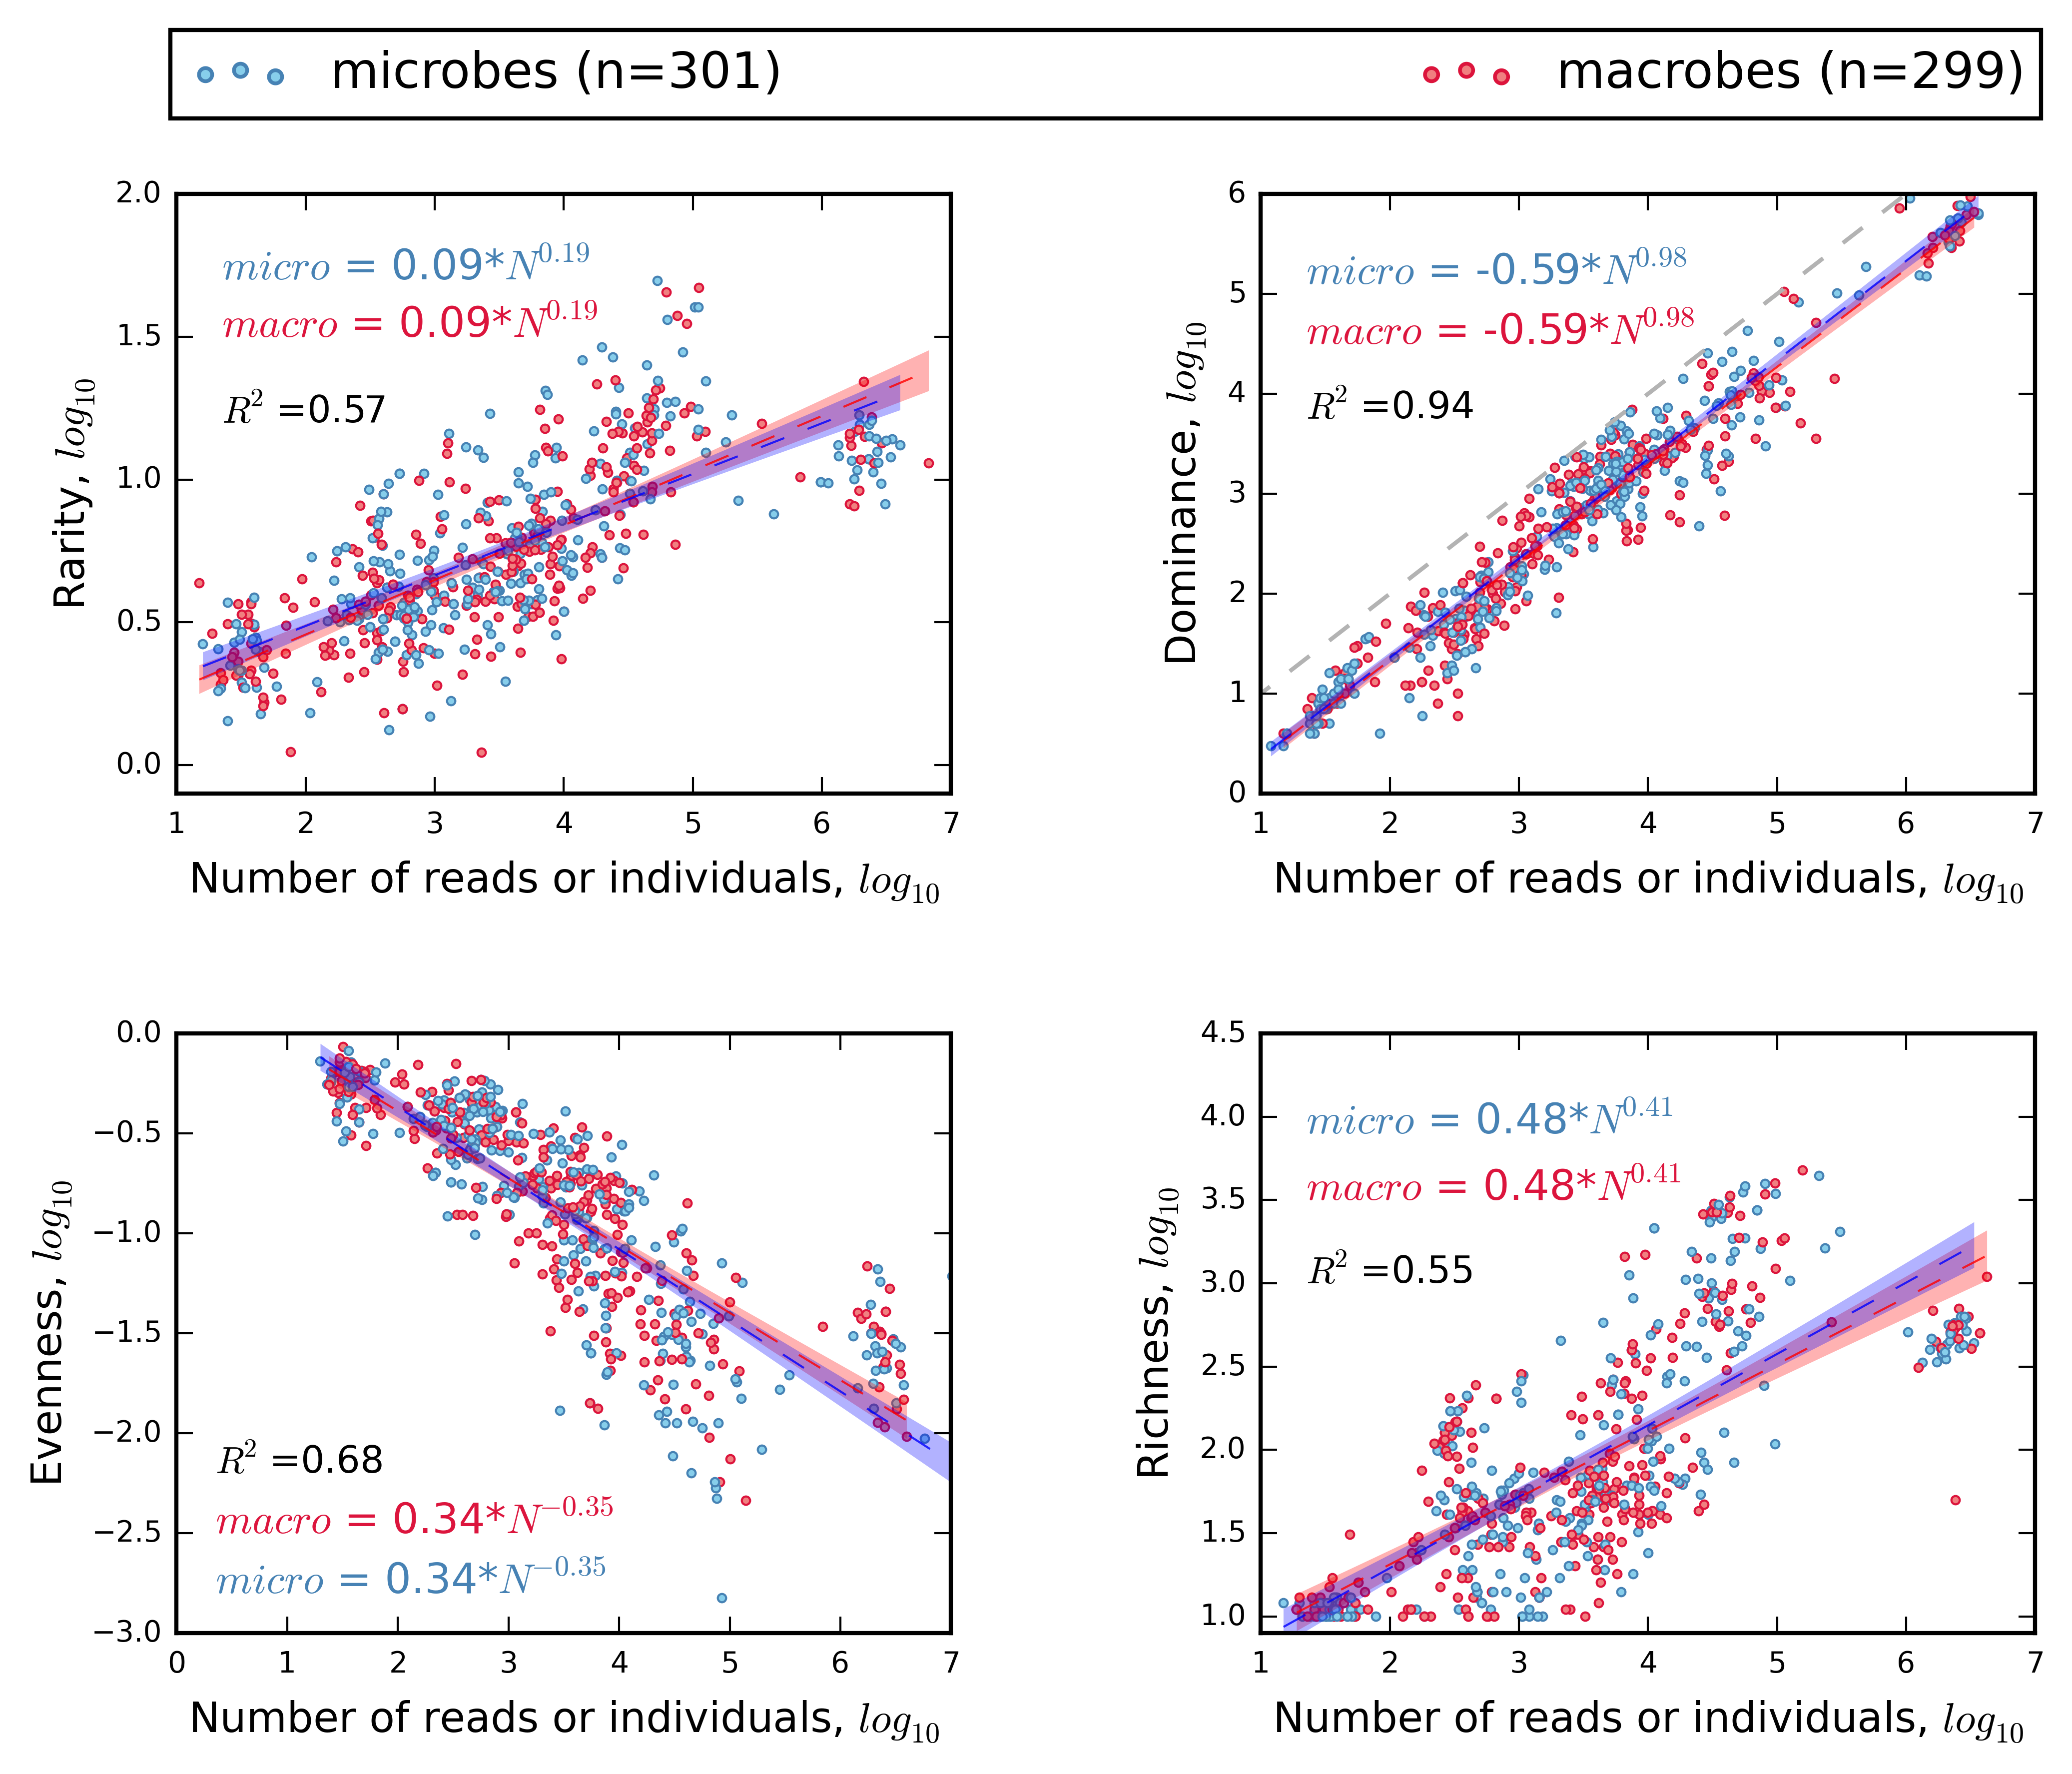 microbes (n=301) macrobes (n=299)
2.0
1.5
1.0
0.5
0.0
Rarity, log₁₀
micro = 0.09*N^0.19
macro = 0.09*N^0.19
R² =0.57
1 2 3 4 5 6 7
Number of reads or individuals, log₁₀
6
5
4
3
2
1
0
Dominance, log₁₀
micro = -0.59*N^0.98
macro = -0.59*N^0.98
R² =0.94
1 2 3 4 5 6 7
Number of reads or individuals, log₁₀
0.0
−0.5
−1.0
−1.5
−2.0
−2.5
−3.0
Evenness, log₁₀
R² =0.68
macro = 0.34*N^−0.35
micro = 0.34*N^−0.35
0 1 2 3 4 5 6 7
Number of reads or individuals, log₁₀
4.5
4.0
3.5
3.0
2.5
2.0
1.5
1.0
Richness, log₁₀
micro = 0.48*N^0.41
macro = 0.48*N^0.41
R² =0.55
1 2 3 4 5 6 7
Number of reads or individuals, log₁₀